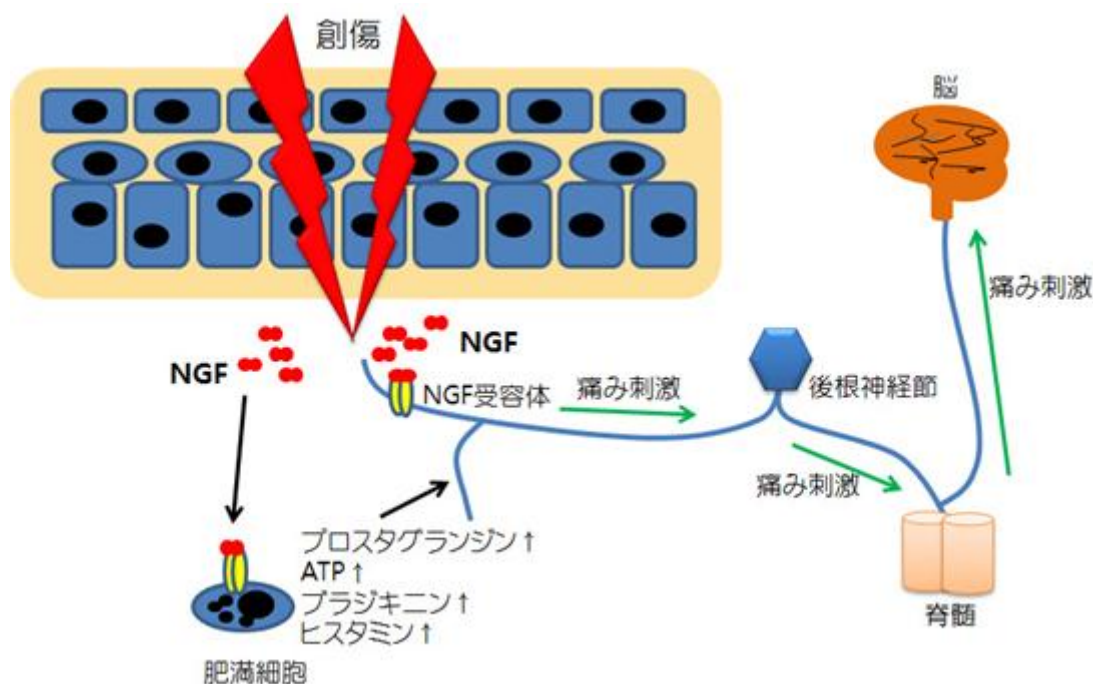 創傷
脳
痛み刺激
NGF
NGF
NGF受容体
痛み刺激
後根神経節
痛み刺激
プロスタグランジン↑
ATP↑
ブラジキニン↑
ヒスタミン↑
脊髄
肥満細胞